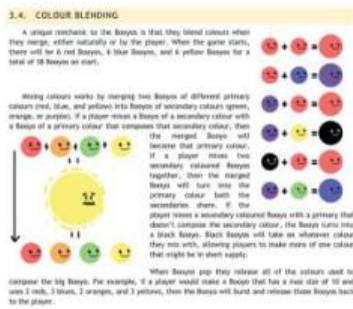 3.4. COLOUR BLENDING
A unique mechanic to the Booyos is that they blend colours when
they merge, either naturally or by the player. When the game starts,
there will be 6 red Booyos, 6 blue Booyos, and 6 yellow Booyos for a
total of 18 Booyos on start.
Mixing colours works by merging two Booyos of different primary
colours (red, blue, and yellow) into Booyos of secondary colours (green,
orange, or purple). If a player mixes a Booyo of a secondary colour with
a Booyo of a primary colour that composes that secondary colour, then
the merged Booyo will
become that primary colour.
If a player mixes two
secondary coloured Booyos
together, then the merged
Booyo will turn into the
primary colour both the
secondaries share. If the
player mixes a secondary coloured Booyos with a primary that
doesn't compose the secondary colour, the Booyo turns into
a black Booyo. Black Booyos will take on whatever colour
they mix with, allowing players to make more of one colour
that might be in short supply.
When Booyos pop they release all of the colours used to
compose the big Booyo. For example, if a player would make a Booyo that has a max size of 10 and
uses 2 reds, 3 blues, 2 oranges, and 3 yellows, then the Booyo will burst and release those Booyos back
to the player.